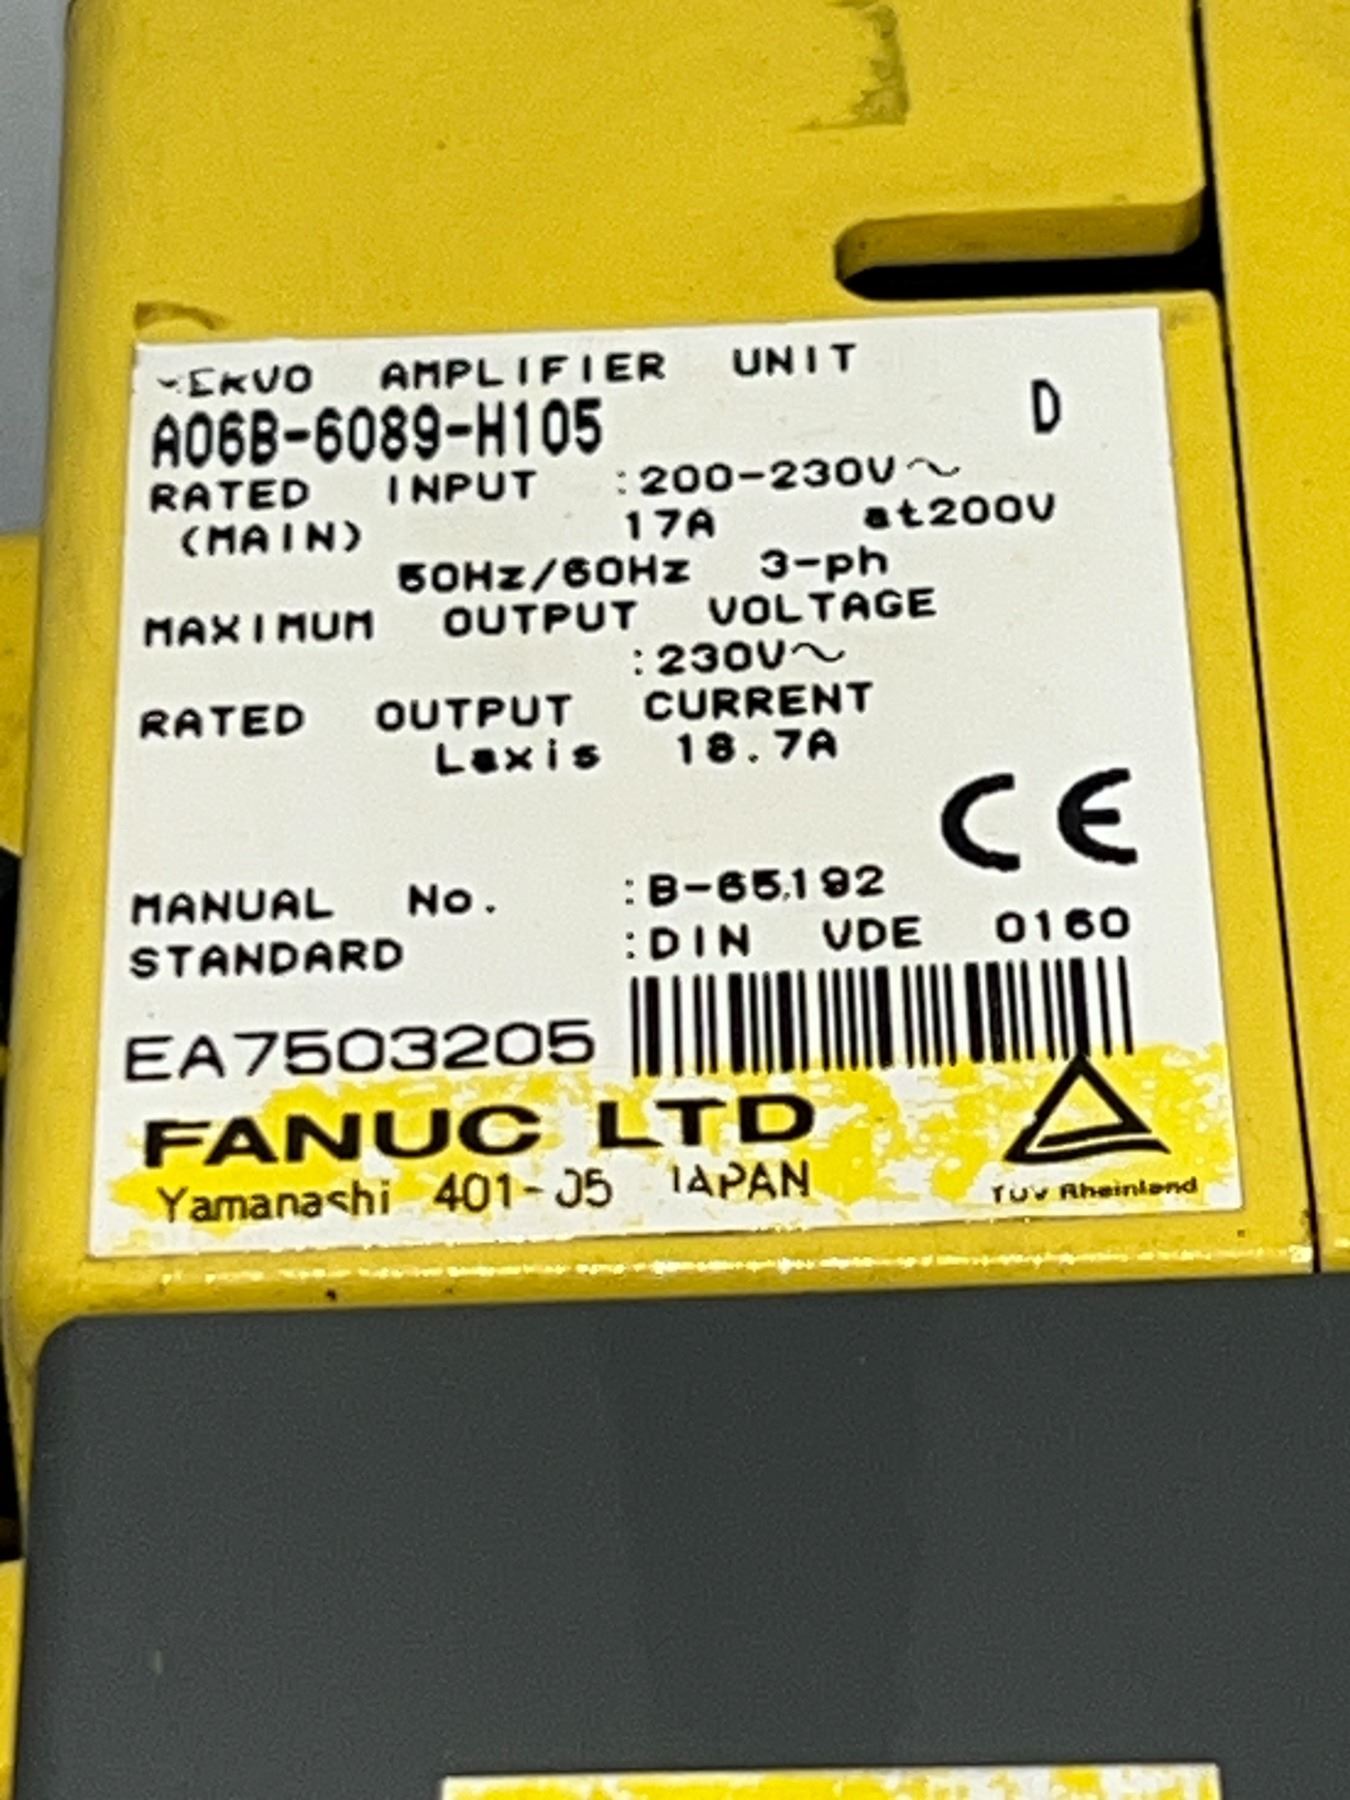 SERVO AMPLIFIER UNIT
A06B-6089-H105 D
RATED INPUT :200-230V~
(MAIN) 17A at200V
50Hz/60Hz 3-ph
MAXIMUM OUTPUT VOLTAGE
:230V~
RATED OUTPUT CURRENT
Laxis 18.7A
CE
MANUAL No. :B-65192
STANDARD :DIN VDE 0160
EA7503205
FANUC LTD
Yamanashi 401-05 JAPAN
TÜV Rheinland